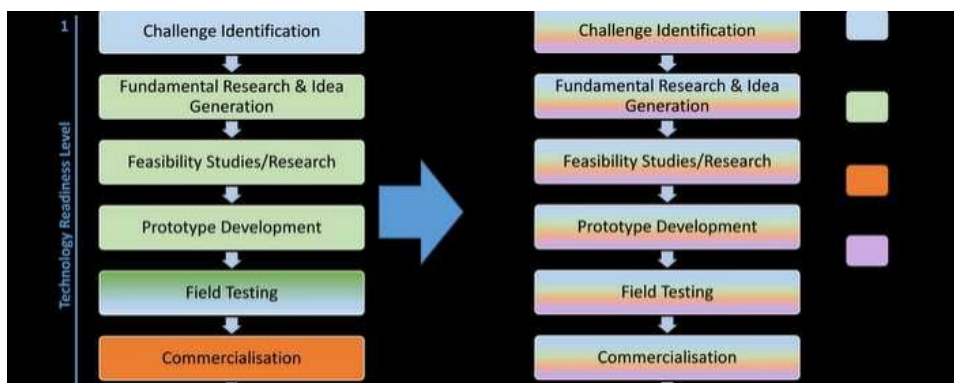 1
Technology Readiness Level
Challenge Identification
Fundamental Research & Idea
Generation
Feasibility Studies/Research
Prototype Development
Field Testing
Commercialisation
Challenge Identification
Fundamental Research & Idea
Generation
Feasibility Studies/Research
Prototype Development
Field Testing
Commercialisation